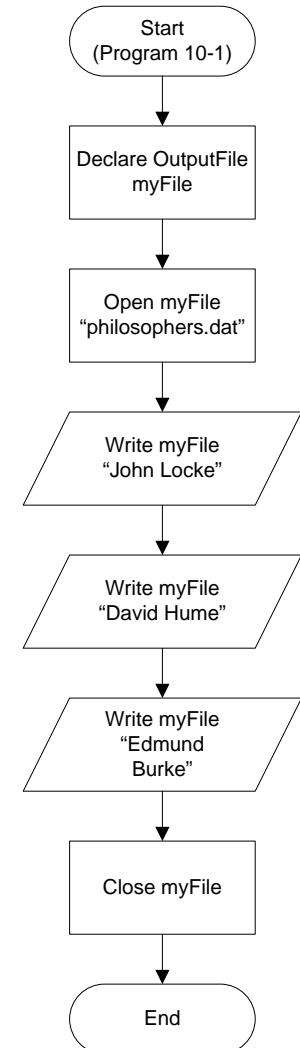 Start
(Program 10-1)
Declare OutputFile
myFile
Open myFile
“philosophers.dat”
Write myFile
“John Locke”
Write myFile
“David Hume”
Write myFile
“Edmund
Burke”
Close myFile
End